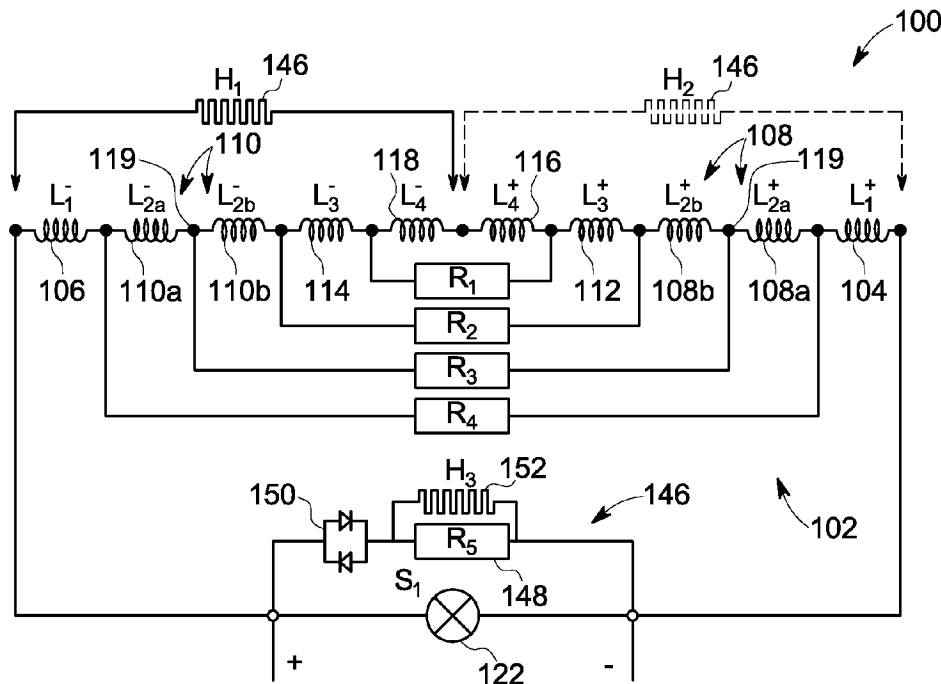 100
H₁ 146
H₂ 146
119 110 118 116 108 119
L₁⁻ L₂ₐ⁻ L₂b⁻ L₃⁻ L₄⁻ L₄⁺ L₃⁺ L₂b⁺ L₂ₐ⁺ L₁⁺
106 110a 110b 114 112 108b 108a 104
R₁
R₂
R₃
R₄
H₃ 152
150 146 102
R₅
S₁ 148
+ 122 -